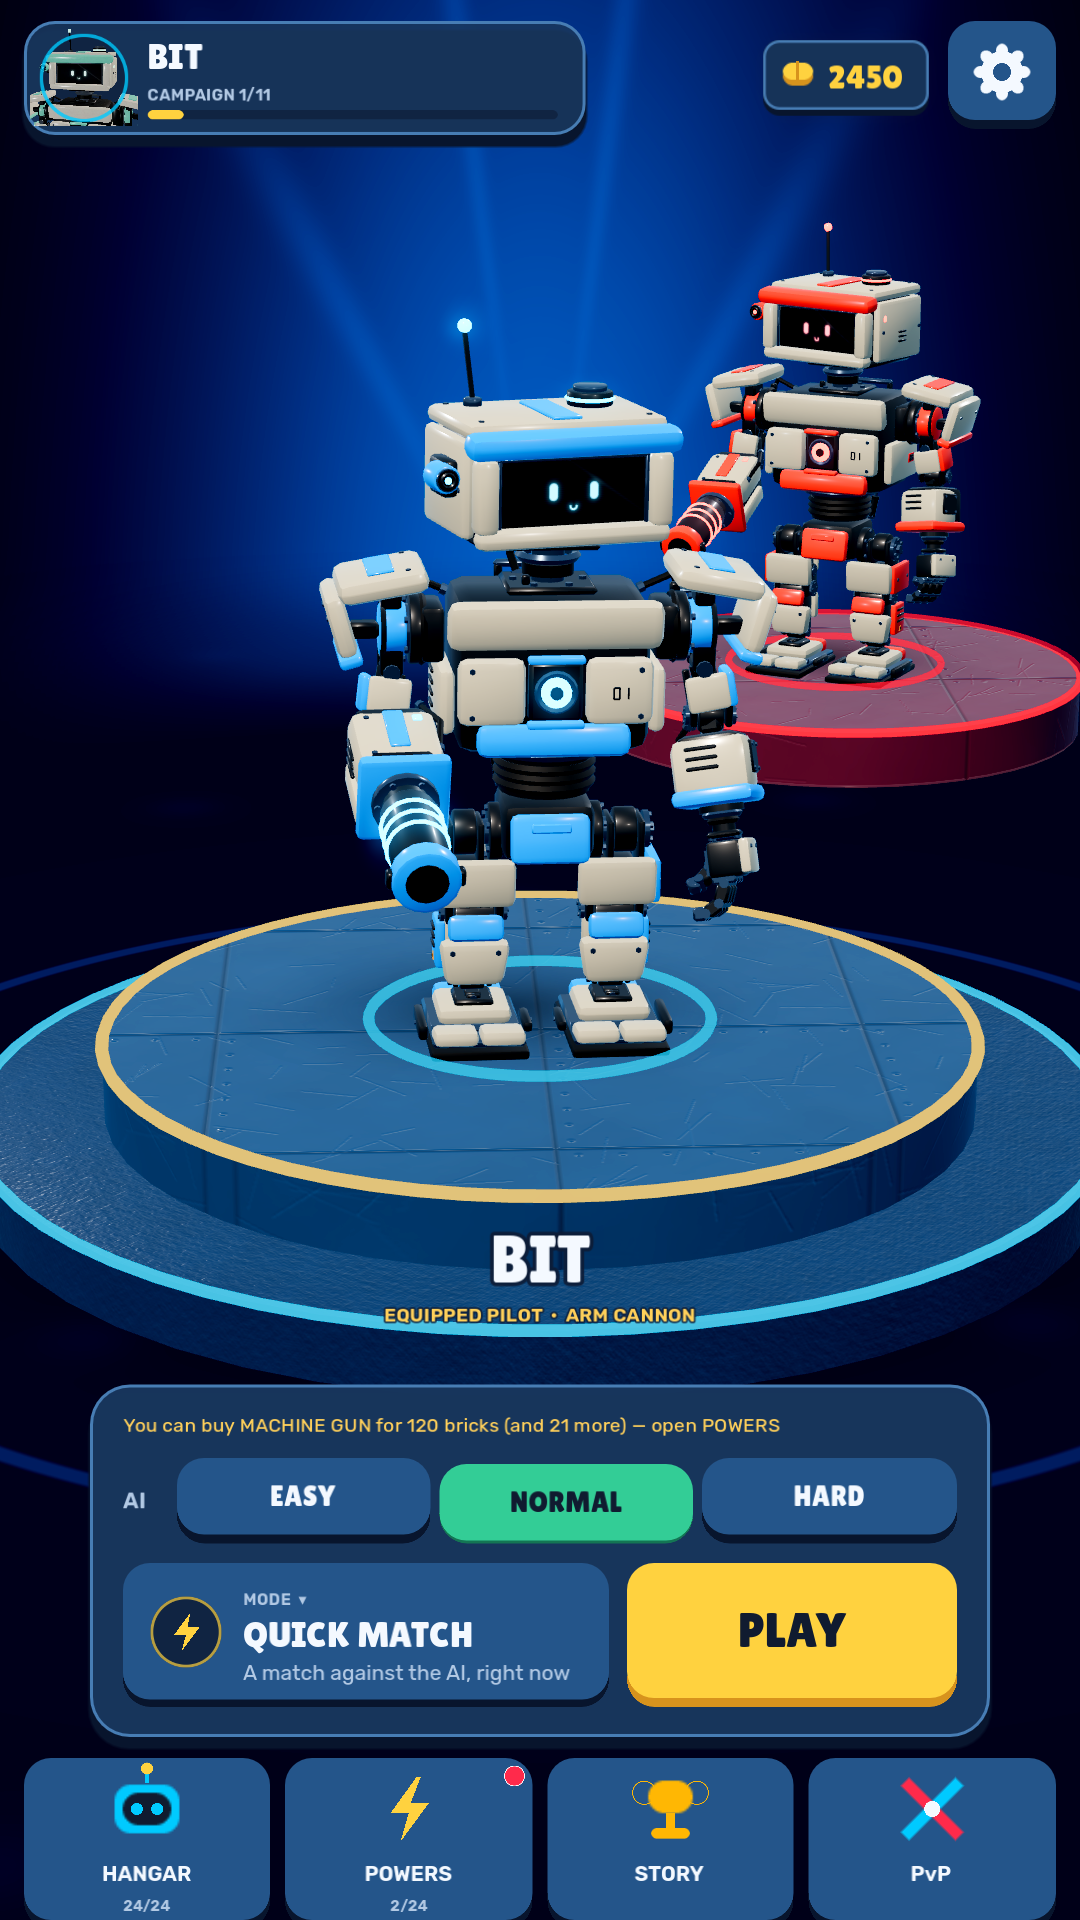 BIT
CAMPAIGN 1/11
2450
01
01
BIT
EQUIPPED PILOT · ARM CANNON
You can buy MACHINE GUN for 120 bricks (and 21 more) — open POWERS
AI
EASY
NORMAL
HARD
MODE ▼
QUICK MATCH
A match against the AI, right now
PLAY
HANGAR
24/24
POWERS
2/24
STORY
PvP